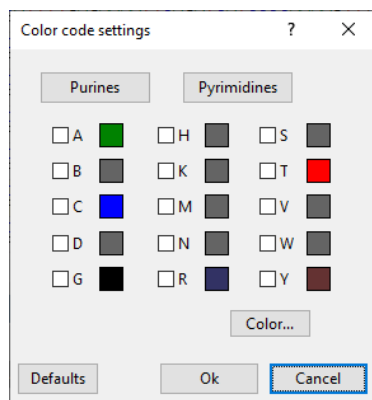 Color code settings ? ×
Purines Pyrimidines
A H S
B K T
C M V
D N W
G R Y
Color...
Defaults Ok Cancel